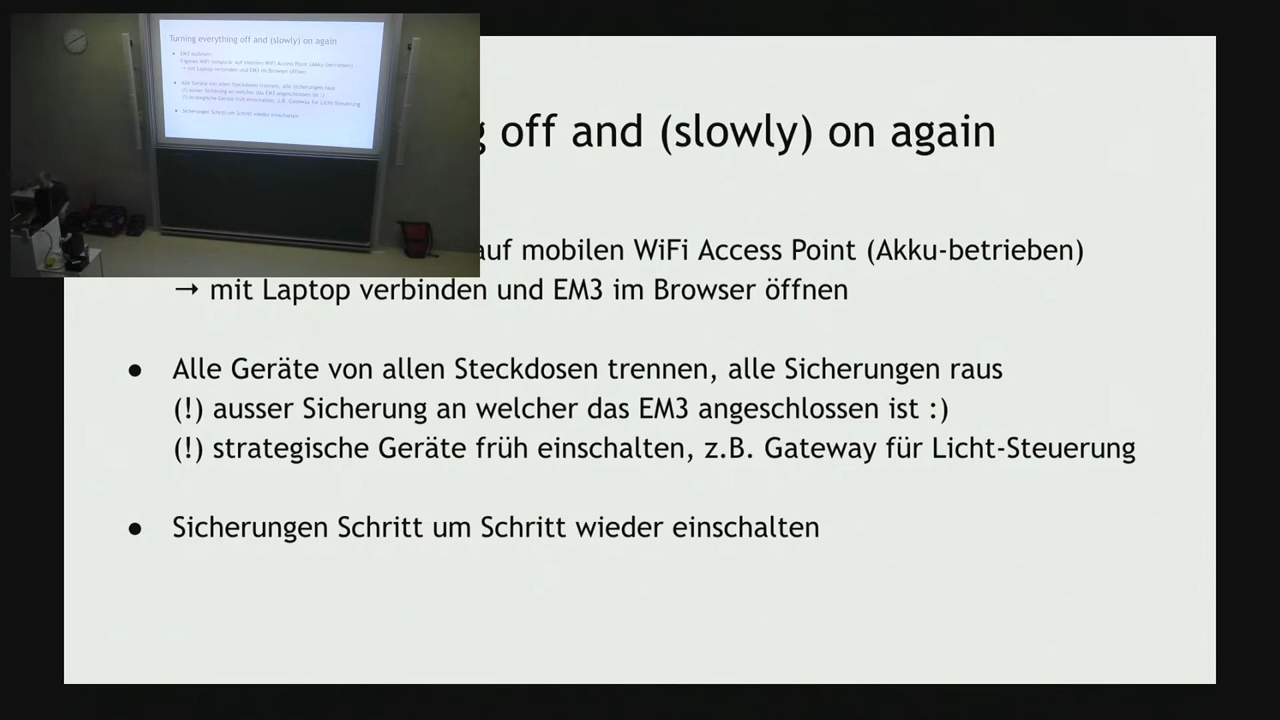 Turning everything off and (slowly) on again
g off and (slowly) on again
auf mobilen WiFi Access Point (Akku-betrieben)
→ mit Laptop verbinden und EM3 im Browser öffnen
● Alle Geräte von allen Steckdosen trennen, alle Sicherungen raus
(!) ausser Sicherung an welcher das EM3 angeschlossen ist :)
(!) strategische Geräte früh einschalten, z.B. Gateway für Licht-Steuerung
● Sicherungen Schritt um Schritt wieder einschalten